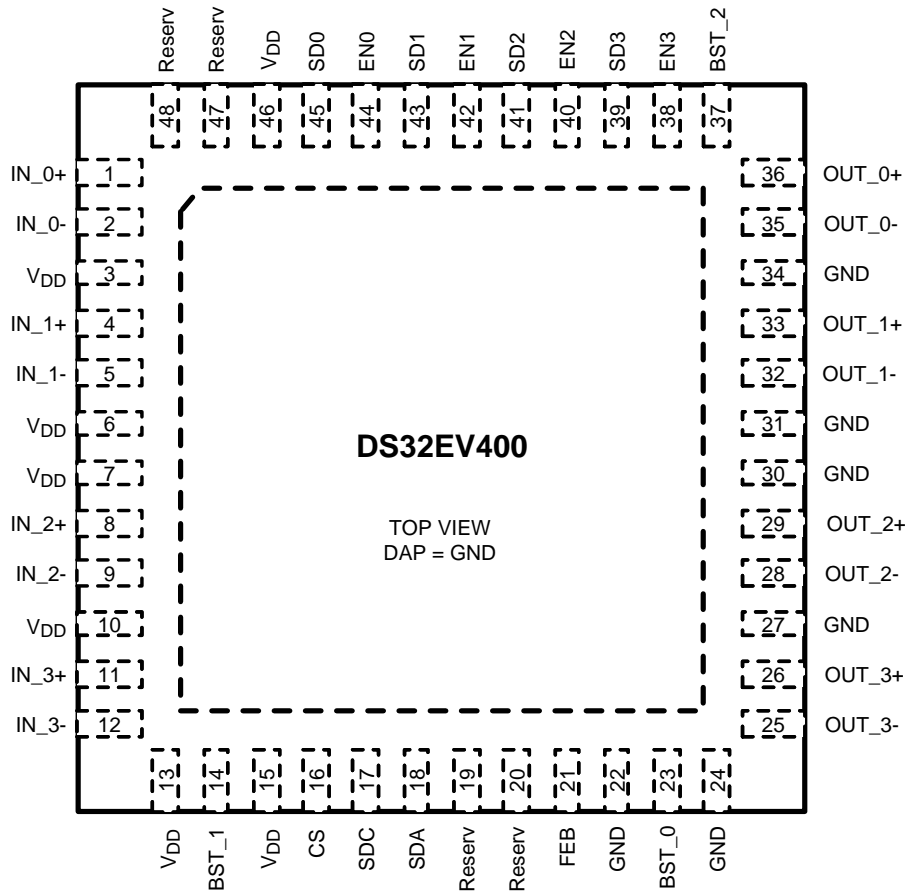 Reserv Reserv VDD SD0 EN0 SD1 EN1 SD2 EN2 SD3 EN3 BST_2
48 47 46 45 44 43 42 41 40 39 38 37
IN_0+ 1 36 OUT_0+
IN_0- 2 35 OUT_0-
VDD 3 34 GND
IN_1+ 4 33 OUT_1+
IN_1- 5 32 OUT_1-
VDD 6 31 GND
VDD 7 30 GND
DS32EV400
IN_2+ 8 29 OUT_2+
TOP VIEW
DAP = GND
IN_2- 9 28 OUT_2-
VDD 10 27 GND
IN_3+ 11 26 OUT_3+
IN_3- 12 25 OUT_3-
13 14 15 16 17 18 19 20 21 22 23 24
VDD BST_1 VDD CS SDC SDA Reserv Reserv FEB GND BST_0 GND